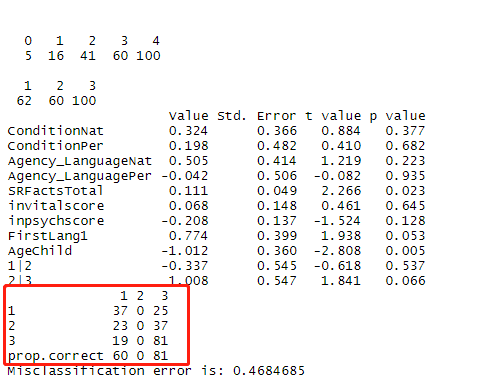 0 1 2 3 4
5 16 41 60 100
1 2 3
62 60 100
Value Std. Error t value p value
ConditionNat 0.324 0.366 0.884 0.377
ConditionPer 0.198 0.482 0.410 0.682
Agency_LanguageNat 0.505 0.414 1.219 0.223
Agency_LanguagePer -0.042 0.506 -0.082 0.935
SRFactsTotal 0.111 0.049 2.266 0.023
invitalscore 0.068 0.148 0.461 0.645
inpsychscore -0.208 0.137 -1.524 0.128
FirstLang1 0.774 0.399 1.938 0.053
AgeChild -1.012 0.360 -2.808 0.005
1|2 -0.337 0.545 -0.618 0.537
2|3 1.008 0.547 1.841 0.066
1 2 3
1 37 0 25
2 23 0 37
3 19 0 81
prop.correct 60 0 81
Misclassification error is: 0.4684685